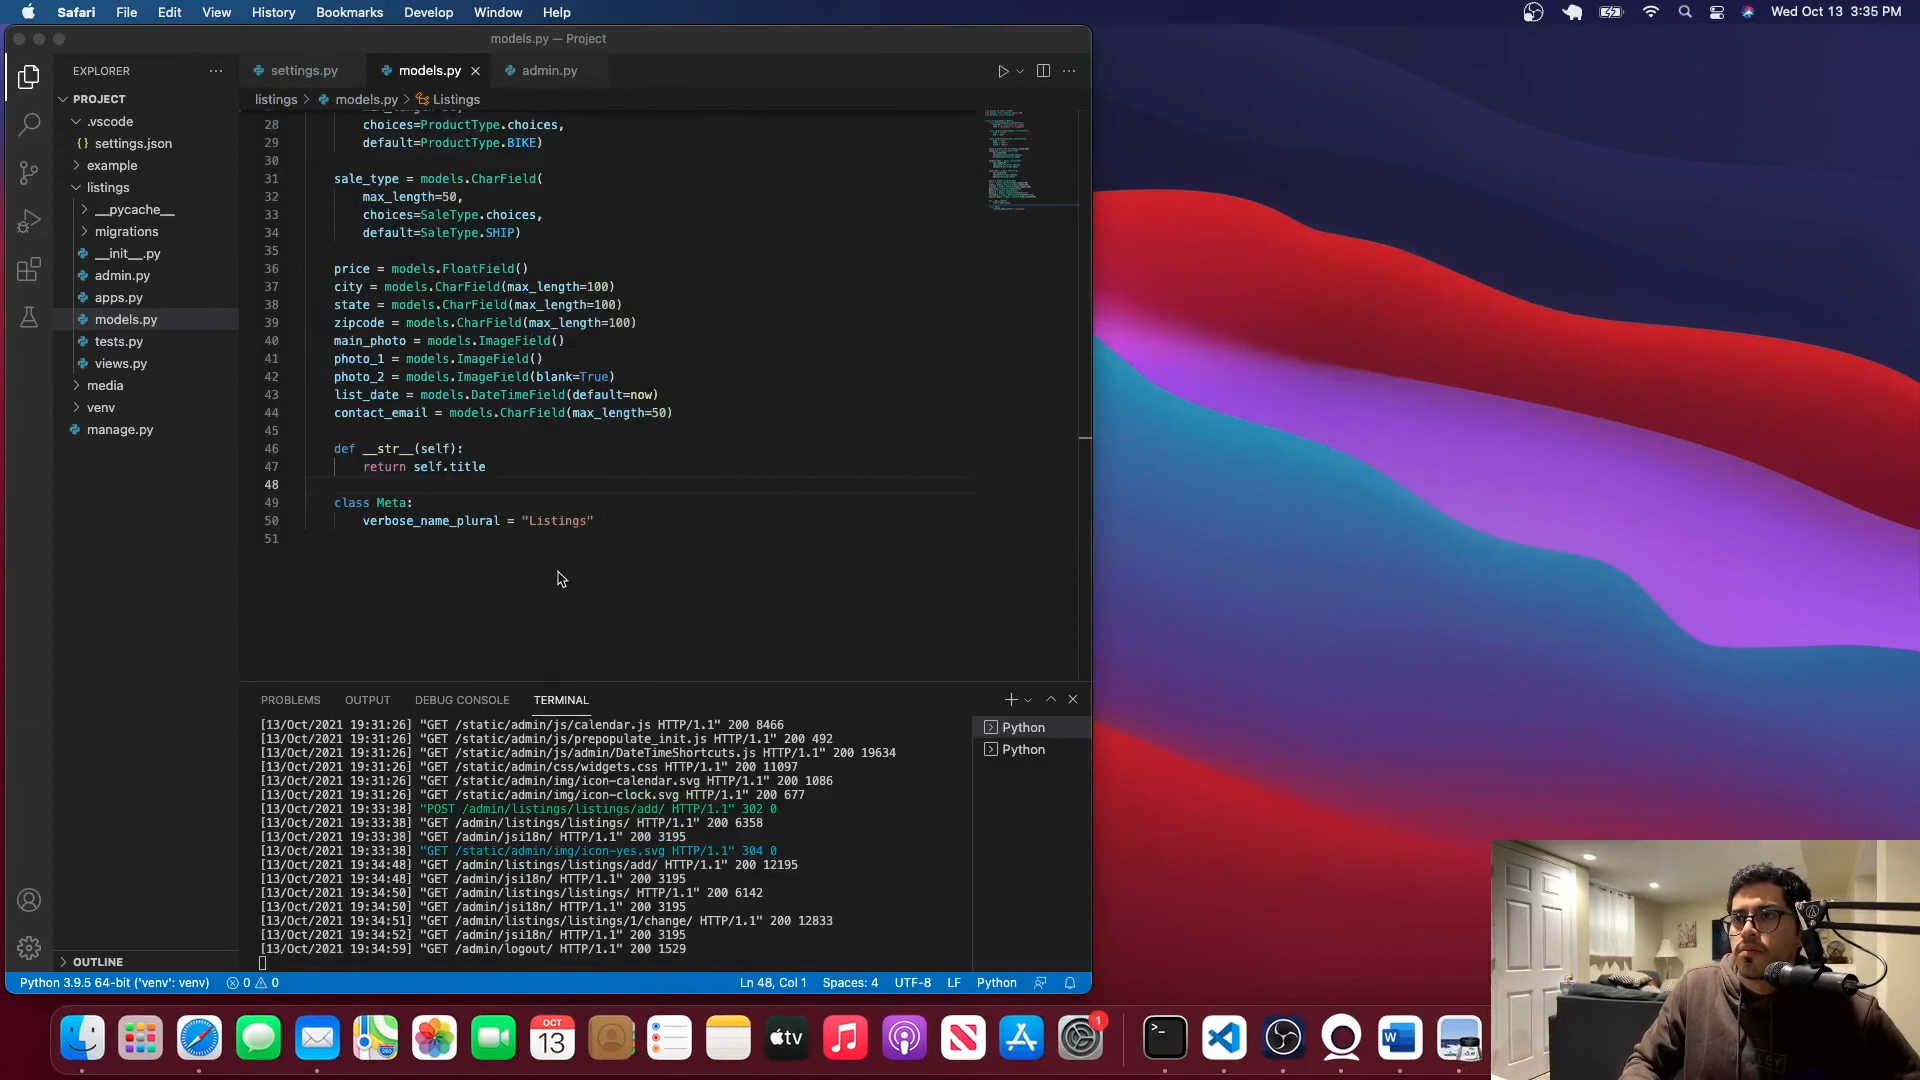 Safari File Edit View History Bookmarks Develop Window Help
Wed Oct 13 3:35 PM
models.py — Project
EXPLORER
settings.py
models.py
admin.py
PROJECT
listings > models.py > Listings
.vscode
settings.json
example
listings
__pycache__
migrations
__init__.py
admin.py
apps.py
models.py
tests.py
views.py
media
venv
manage.py
OUTLINE
28 choices=ProductType.choices,
29 default=ProductType.BIKE)
30
31 sale_type = models.CharField(
32 max_length=50,
33 choices=SaleType.choices,
34 default=SaleType.SHIP)
35
36 price = models.FloatField()
37 city = models.CharField(max_length=100)
38 state = models.CharField(max_length=100)
39 zipcode = models.CharField(max_length=100)
40 main_photo = models.ImageField()
41 photo_1 = models.ImageField()
42 photo_2 = models.ImageField(blank=True)
43 list_date = models.DateTimeField(default=now)
44 contact_email = models.CharField(max_length=50)
45
46 def __str__(self):
47 return self.title
48
49 class Meta:
50 verbose_name_plural = "Listings"
51
PROBLEMS OUTPUT DEBUG CONSOLE TERMINAL
[13/Oct/2021 19:31:26] "GET /static/admin/js/calendar.js HTTP/1.1" 200 8466
[13/Oct/2021 19:31:26] "GET /static/admin/js/prepopulate_init.js HTTP/1.1" 200 492
[13/Oct/2021 19:31:26] "GET /static/admin/js/admin/DateTimeShortcuts.js HTTP/1.1" 200 19634
[13/Oct/2021 19:31:26] "GET /static/admin/css/widgets.css HTTP/1.1" 200 11097
[13/Oct/2021 19:31:26] "GET /static/admin/img/icon-calendar.svg HTTP/1.1" 200 1086
[13/Oct/2021 19:31:26] "GET /static/admin/img/icon-clock.svg HTTP/1.1" 200 677
[13/Oct/2021 19:33:38] "POST /admin/listings/listings/add/ HTTP/1.1" 302 0
[13/Oct/2021 19:33:38] "GET /admin/listings/listings/ HTTP/1.1" 200 6358
[13/Oct/2021 19:33:38] "GET /admin/jsi18n/ HTTP/1.1" 200 3195
[13/Oct/2021 19:33:38] "GET /static/admin/img/icon-yes.svg HTTP/1.1" 304 0
[13/Oct/2021 19:34:48] "GET /admin/listings/listings/add/ HTTP/1.1" 200 12195
[13/Oct/2021 19:34:48] "GET /admin/jsi18n/ HTTP/1.1" 200 3195
[13/Oct/2021 19:34:50] "GET /admin/listings/listings/ HTTP/1.1" 200 6142
[13/Oct/2021 19:34:50] "GET /admin/jsi18n/ HTTP/1.1" 200 3195
[13/Oct/2021 19:34:51] "GET /admin/listings/listings/1/change/ HTTP/1.1" 200 12833
[13/Oct/2021 19:34:52] "GET /admin/jsi18n/ HTTP/1.1" 200 3195
[13/Oct/2021 19:34:59] "GET /admin/logout/ HTTP/1.1" 200 1529
Python
Python
Python 3.9.5 64-bit ('venv': venv) 0 0
Ln 48, Col 1 Spaces: 4 UTF-8 LF Python
OCT
13
tv
1
W
280
>_